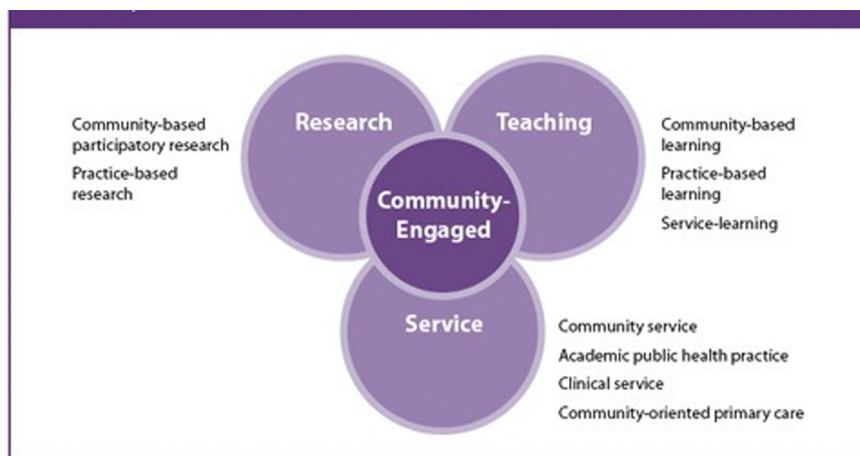 Research
Community-based
participatory research
Practice-based
research
Teaching
Community-based
learning
Practice-based
learning
Service-learning
Community-
Engaged
Service
Community service
Academic public health practice
Clinical service
Community-oriented primary care